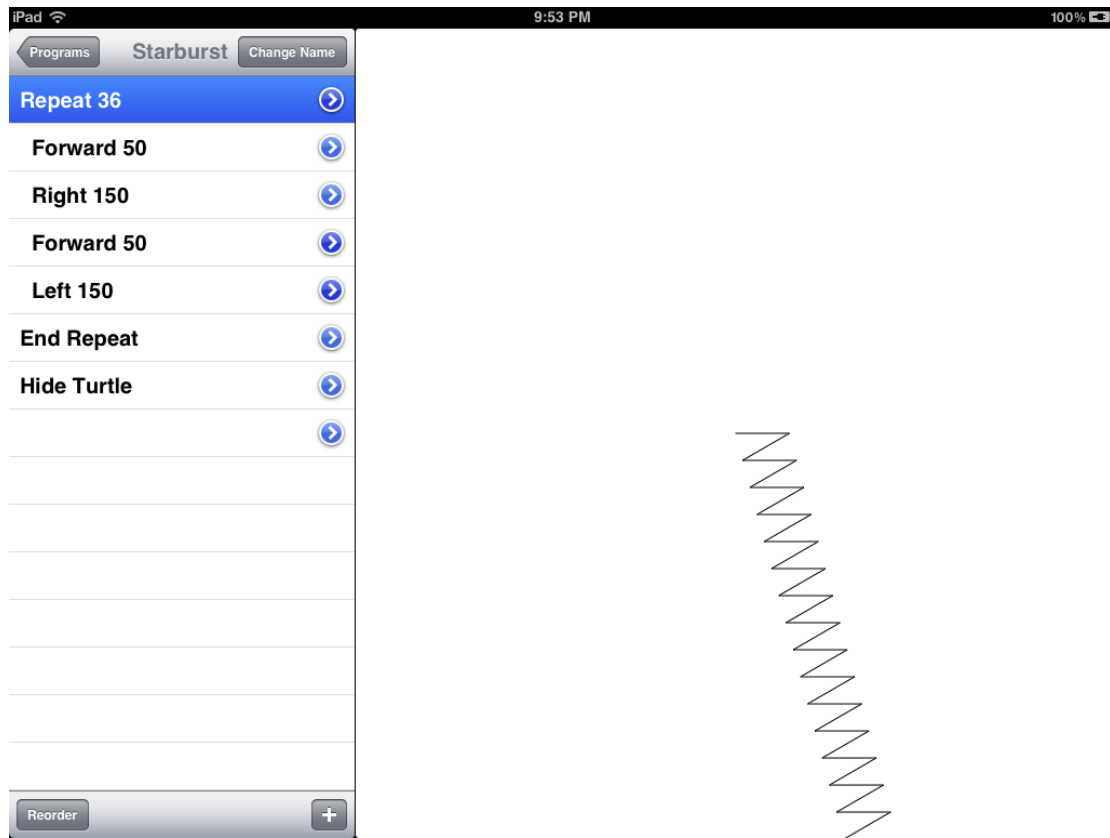 iPad 9:53 PM 100%
Programs Starburst Change Name
Repeat 36
Forward 50
Right 150
Forward 50
Left 150
End Repeat
Hide Turtle
Reorder +